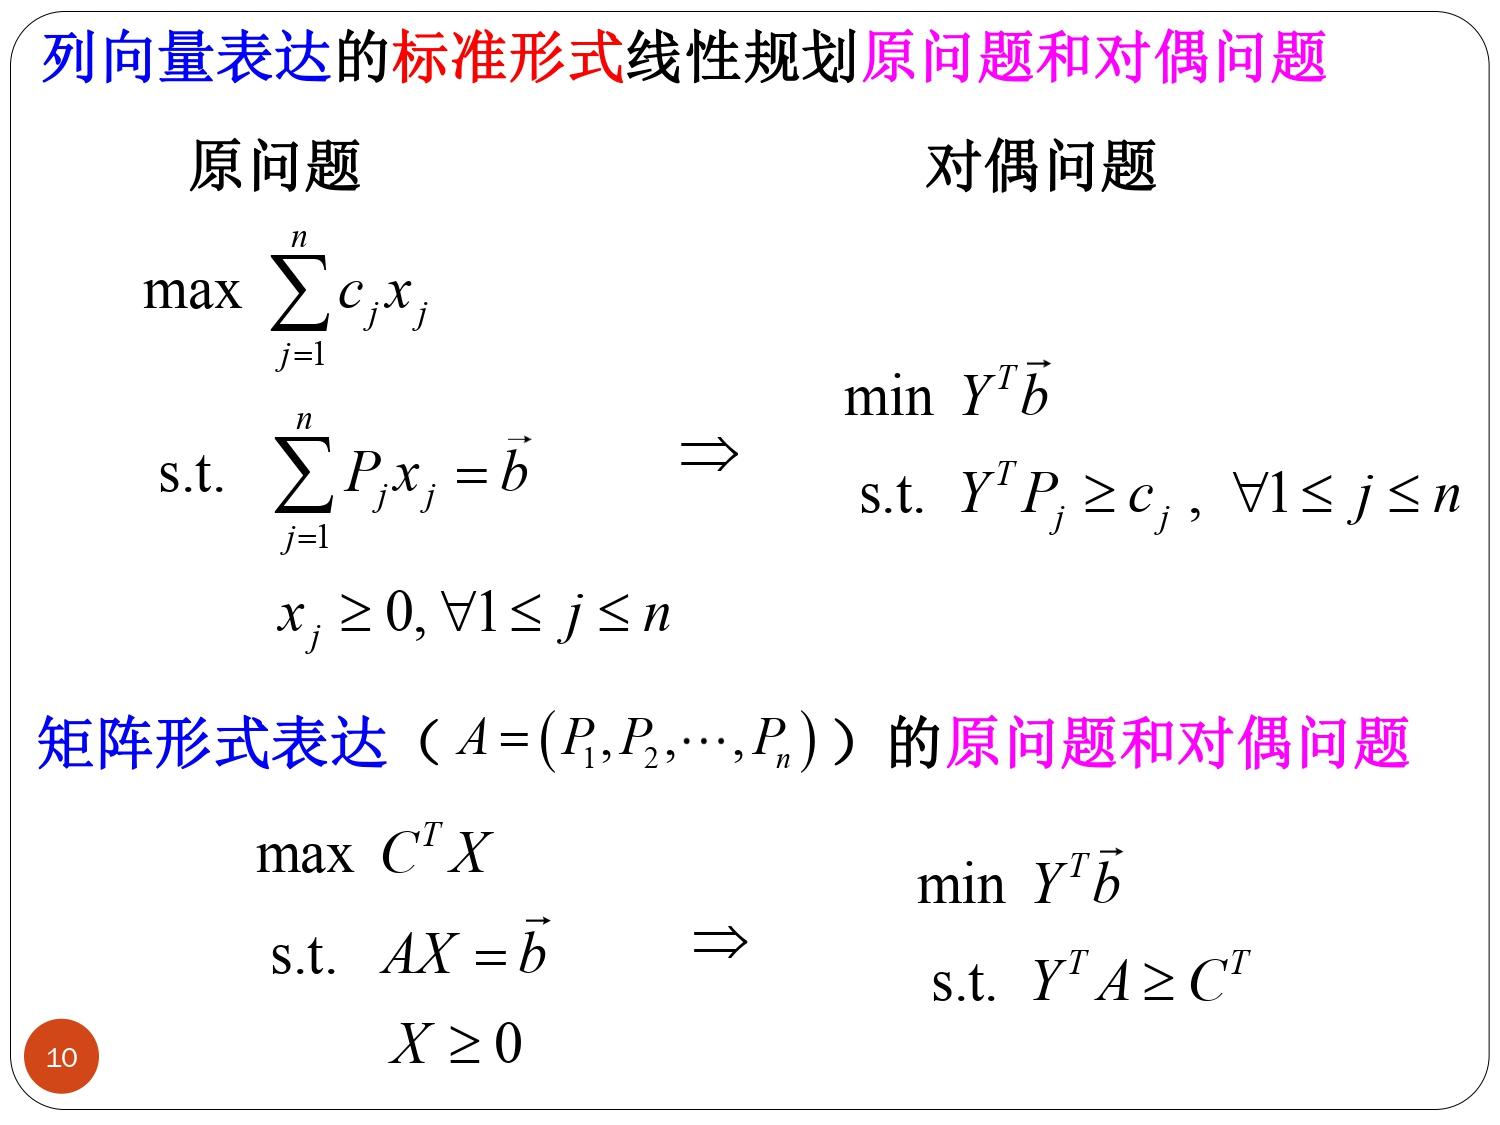 列向量表达的标准形式线性规划原问题和对偶问题
原问题 对偶问题
max $\sum_{j=1}^{n} c_j x_j$
s.t. $\sum_{j=1}^{n} P_j x_j = \vec{b}$
$x_j \geq 0, \forall 1 \leq j \leq n$
⇒
min $Y^T \vec{b}$
s.t. $Y^T P_j \geq c_j , \forall 1 \leq j \leq n$
矩阵形式表达（$A = (P_1, P_2, \cdots, P_n)$）的原问题和对偶问题
max $C^T X$
s.t. $AX = \vec{b}$
$X \geq 0$
⇒
min $Y^T \vec{b}$
s.t. $Y^T A \geq C^T$
10